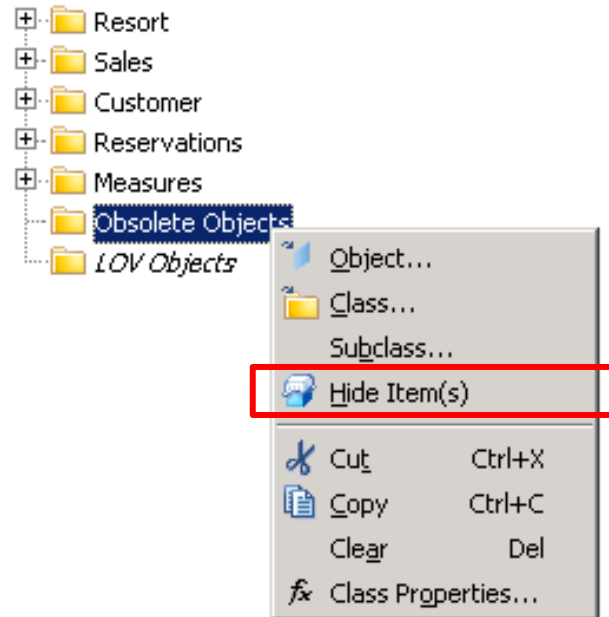 Resort
Sales
Customer
Reservations
Measures
Obsolete Objects
LOV Objects
Object...
Class...
Subclass...
Hide Item(s)
Cut Ctrl+X
Copy Ctrl+C
Clear Del
fx Class Properties...